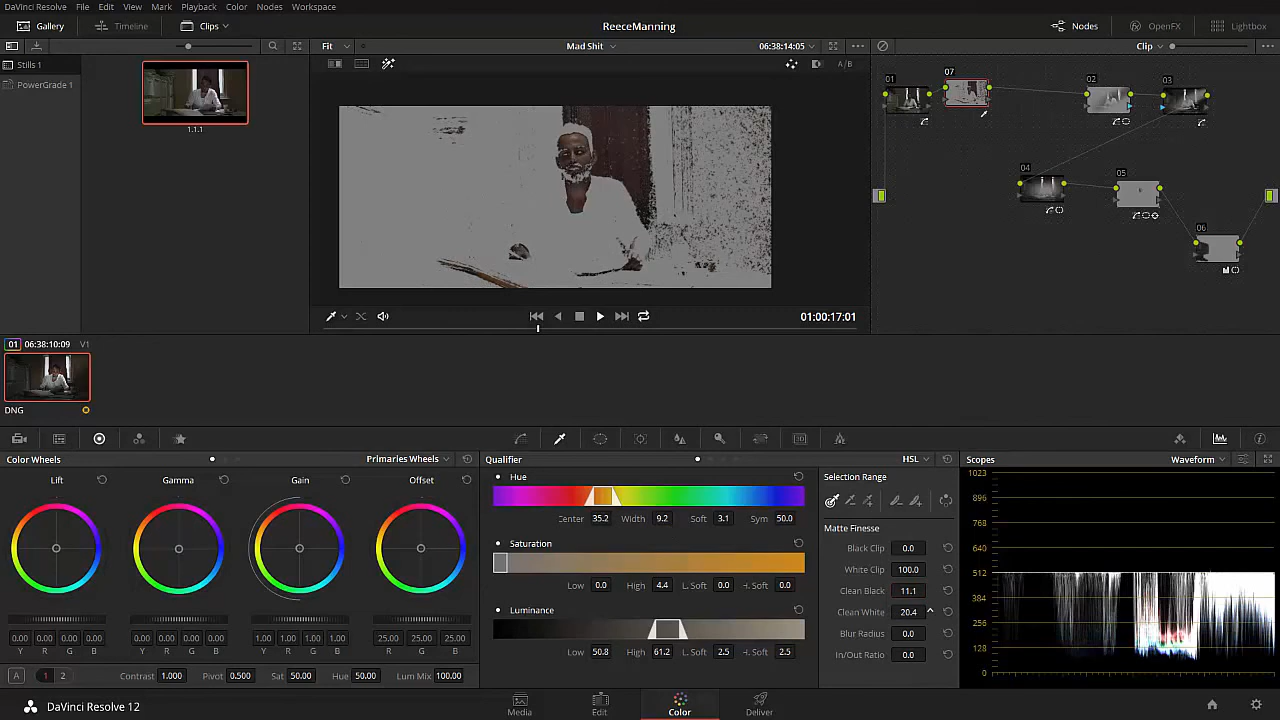 DaVinci Resolve File Edit Trim Timeline Clip Mark View Playback Color Nodes Workspace
Gallery Timeline Clips ReeceManning Nodes OpenFX Lightbox
Fit Mad Shit 06:38:14:05 Clip
Stills 1
PowerGrade 1
1.1.1
A/B
01 07 02 03
04 05
06
01:00:17:01
01 06:38:10:09 V1
DNG
Color Wheels Primaries Wheels
Lift Gamma Gain Offset
0.00 0.00 0.00 0.00 0.00 0.00 0.00 0.00 1.00 1.00 1.00 1.00 25.00 25.00 25.00
Y R G B Y R G B Y R G B R G B
A 1 2 Contrast 1.000 Pivot 0.500 Sat 50.00 Hue 50.00 Lum Mix 100.00
Qualifier HSL
Hue
Center 35.2 Width 9.2 Soft 3.1 Sym 50.0
Saturation
Low 0.0 High 4.4 L. Soft 0.0 H. Soft 0.0
Luminance
Low 50.8 High 61.2 L. Soft 2.5 H. Soft 2.5
Selection Range
Matte Finesse
Black Clip 0.0
White Clip 100.0
Clean Black 11.1
Clean White 20.4
Blur Radius 0.0
In/Out Ratio 0.0
Scopes Waveform
1023
896
768
640
512
384
256
128
0
DaVinci Resolve 12
Media Edit Color Deliver